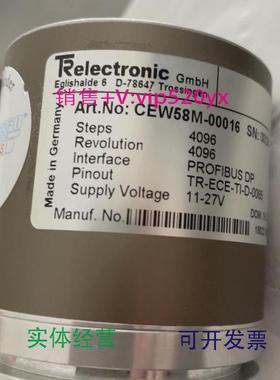 TRelectronic GmbH
Eglishalde 6 D-78647 Trossingen
销售+V:vip520yx
Art.No: CEW58M-00016 SN:
Steps 4096
Revolution 4096
Interface PROFIBUS DP
Pinout TR-ECE-TI-D-0065
Supply Voltage 11-27V
Manuf. No.
Made in Germany
实体经营 可开发票